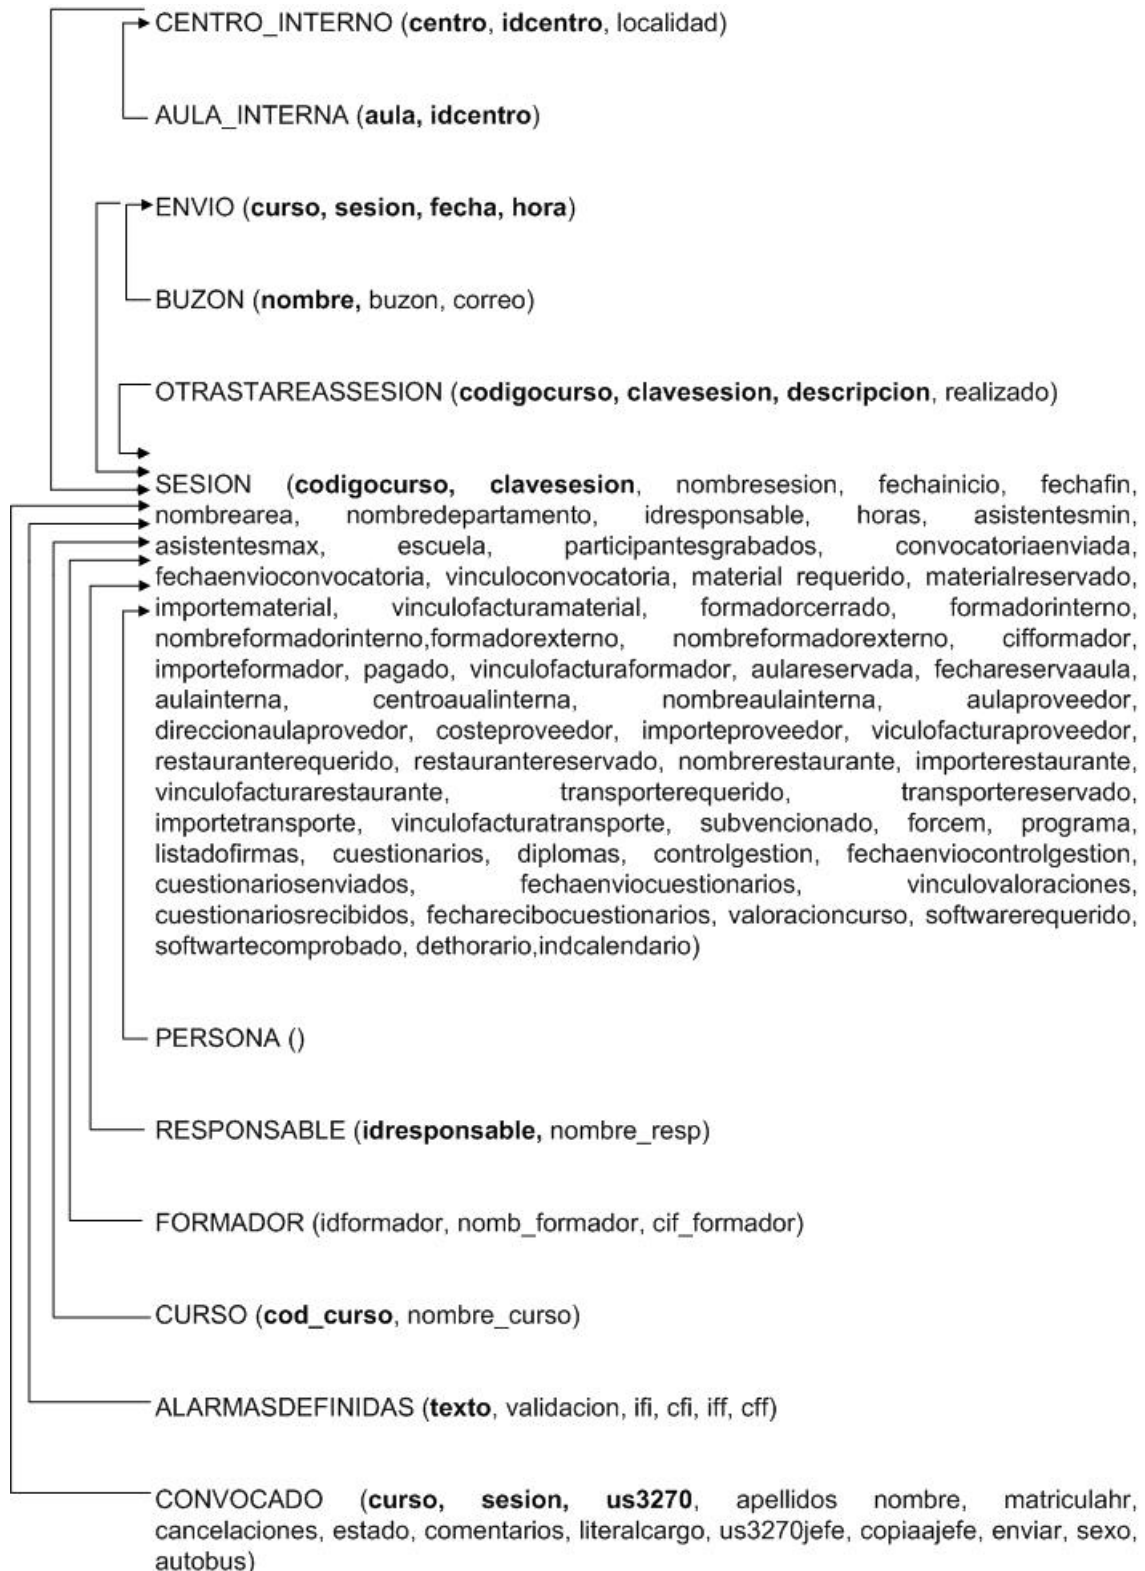 CENTRO_INTERNO (centro, idcentro, localidad)
AULA_INTERNA (aula, idcentro)
ENVIO (curso, sesion, fecha, hora)
BUZON (nombre, buzon, correo)
OTRASTAREASSESION (codigocurso, clavesesion, descripcion, realizado)
SESION (codigocurso, clavesesion, nombresesion, fechainicio, fechafin,
nombrearea, nombredepartamento, idresponsable, horas, asistentesmin,
asistentesmax, escuela, participantesgrabados, convocatoriaenviada,
fechaenvioconvocatoria, vinculoconvocatoria, material requerido, materialreservado,
importematerial, vinculofacturamaterial, formadorcerrado, formadorinterno,
nombreformadorinterno,formadorexterno, nombreformadorexterno, cifformador,
importeformador, pagado, vinculofacturaformador, aulareservada, fechareservaaula,
aulainterna, centroaualinterna, nombreaulainterna, aulaproveedor,
direccionaulaprovedor, costeproveedor, importeproveedor, viculofacturaproveedor,
restauranterequerido, restaurantereservado, nombrerestaurante, importerestaurante,
vinculofacturarestaurante, transporterequerido, transportereservado,
importetransporte, vinculofacturatransporte, subvencionado, forcem, programa,
listadofirmas, cuestionarios, diplomas, controlgestion, fechaenviocontrolgestion,
cuestionariosenviados, fechaenviocuestionarios, vinculovaloraciones,
cuestionariosrecibidos, fecharecibocuestionarios, valoracioncurso, softwarerequerido,
softwartecomprobado, dethorario,indcalendario)
PERSONA ()
RESPONSABLE (idresponsable, nombre_resp)
FORMADOR (idformador, nomb_formador, cif_formador)
CURSO (cod_curso, nombre_curso)
ALARMASDEFINIDAS (texto, validacion, ifi, cfi, iff, cff)
CONVOCADO (curso, sesion, us3270, apellidos nombre, matriculahr,
cancelaciones, estado, comentarios, literalcargo, us3270jefe, copiaajefe, enviar, sexo,
autobus)